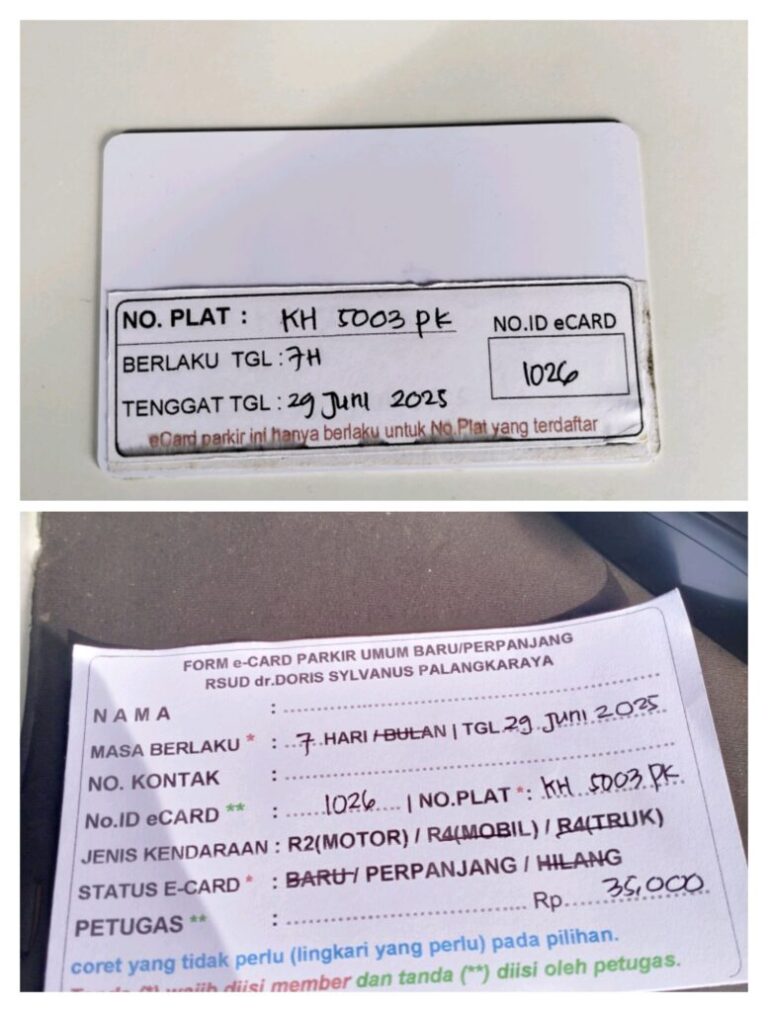 NO. PLAT : KH 5003 PK
NO.ID eCARD
BERLAKU TGL : 7H
1026
TENGGAT TGL : 29 Juni 2025
eCard parkir ini hanya berlaku untuk No.Plat yang terdaftar
FORM e-CARD PARKIR UMUM BARU/PERPANJANG
RSUD dr.DORIS SYLVANUS PALANGKARAYA
NAMA :
MASA BERLAKU * : 7 HARI / BULAN | TGL 29 Juni 2025
NO. KONTAK :
No.ID eCARD ** : 1026 | NO.PLAT * : KH 5003 PK
JENIS KENDARAAN : R2(MOTOR) / R4(MOBIL) / R4(TRUK)
STATUS E-CARD * : BARU / PERPANJANG / HILANG
PETUGAS ** : Rp 35,000
coret yang tidak perlu (lingkari yang perlu) pada pilihan.
Tanda (*) wajib diisi member dan tanda (**) diisi oleh petugas.